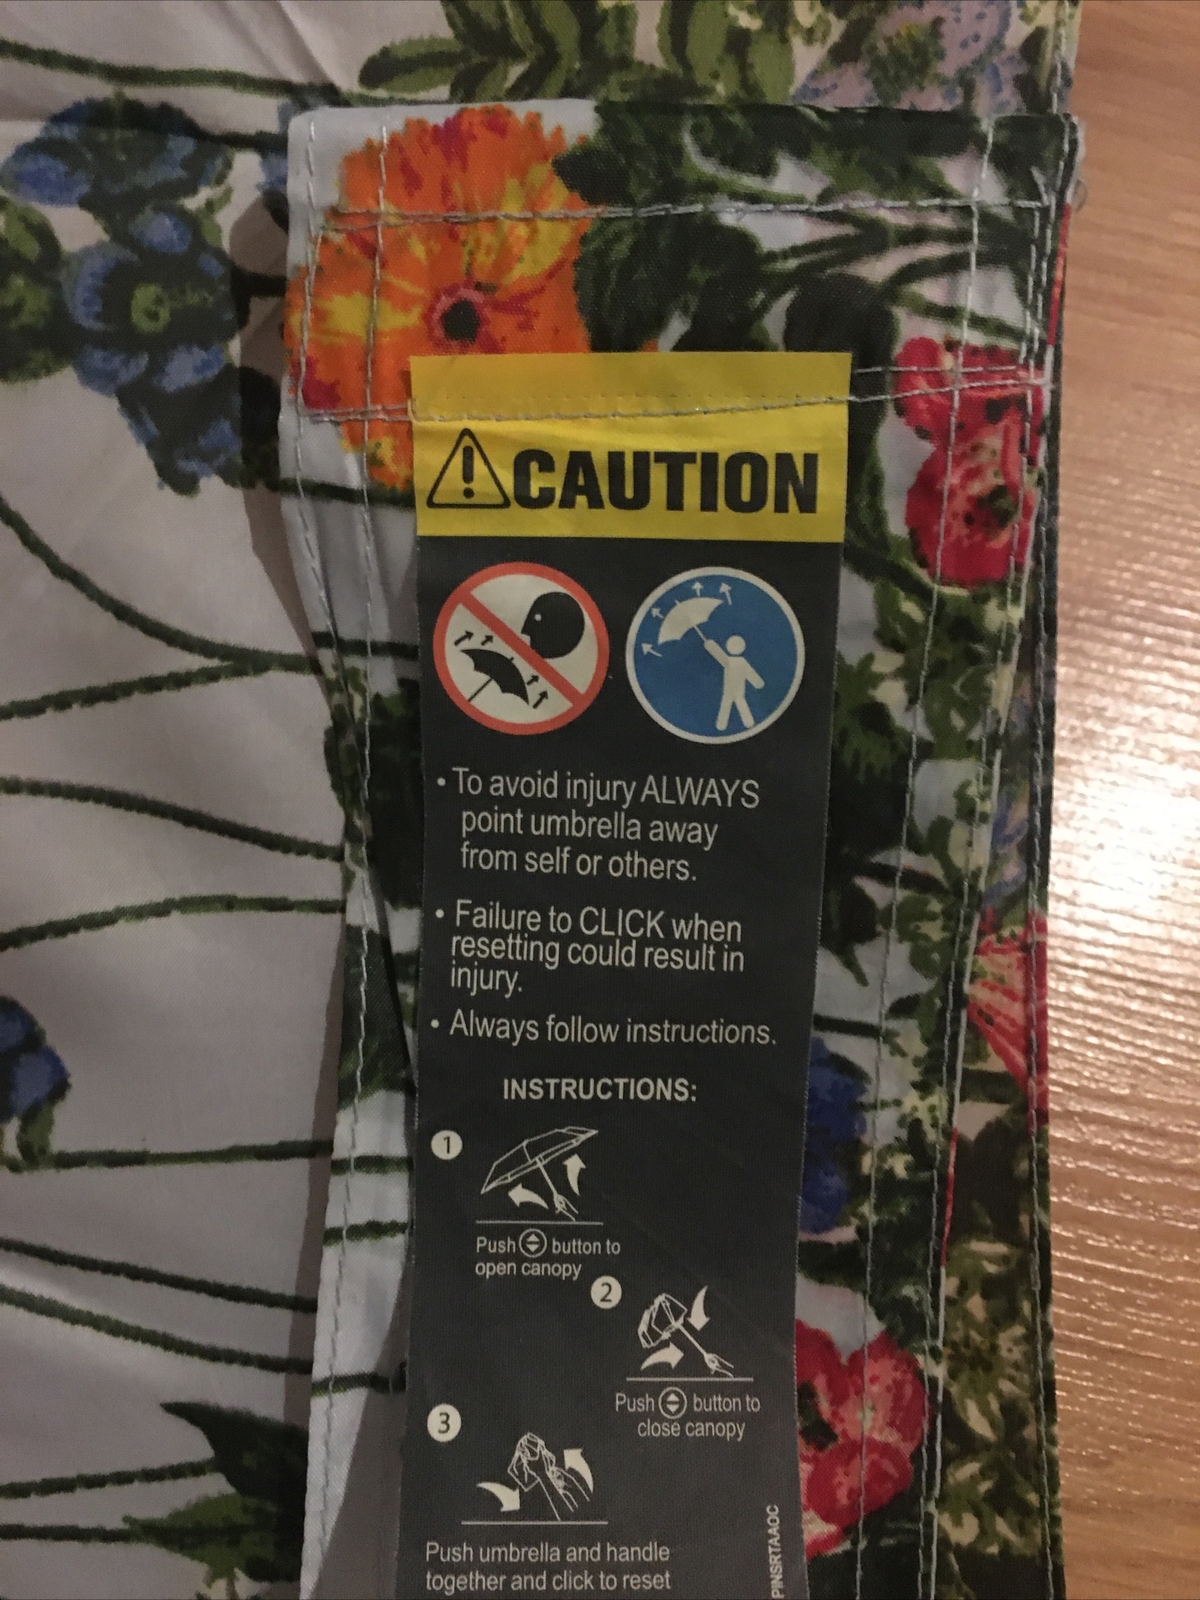 CAUTION
• To avoid injury ALWAYS
point umbrella away
from self or others.
• Failure to CLICK when
resetting could result in
injury.
• Always follow instructions.
INSTRUCTIONS:
1
Push button to
open canopy
2
Push button to
close canopy
3
Push umbrella and handle
together and click to reset
PINSRTAAOC